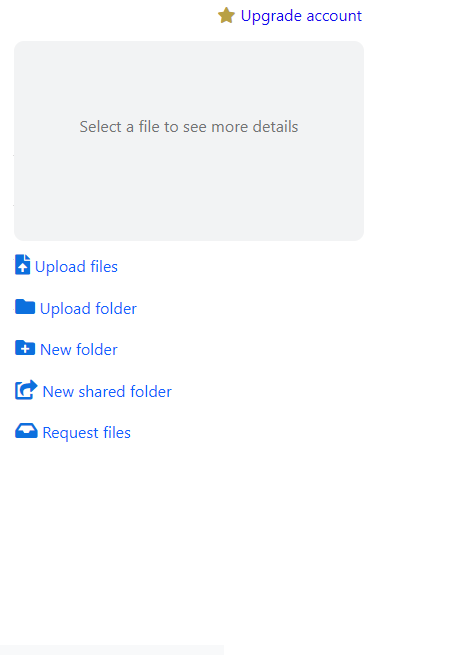 Upgrade account
Select a file to see more details
Upload files
Upload folder
New folder
New shared folder
Request files